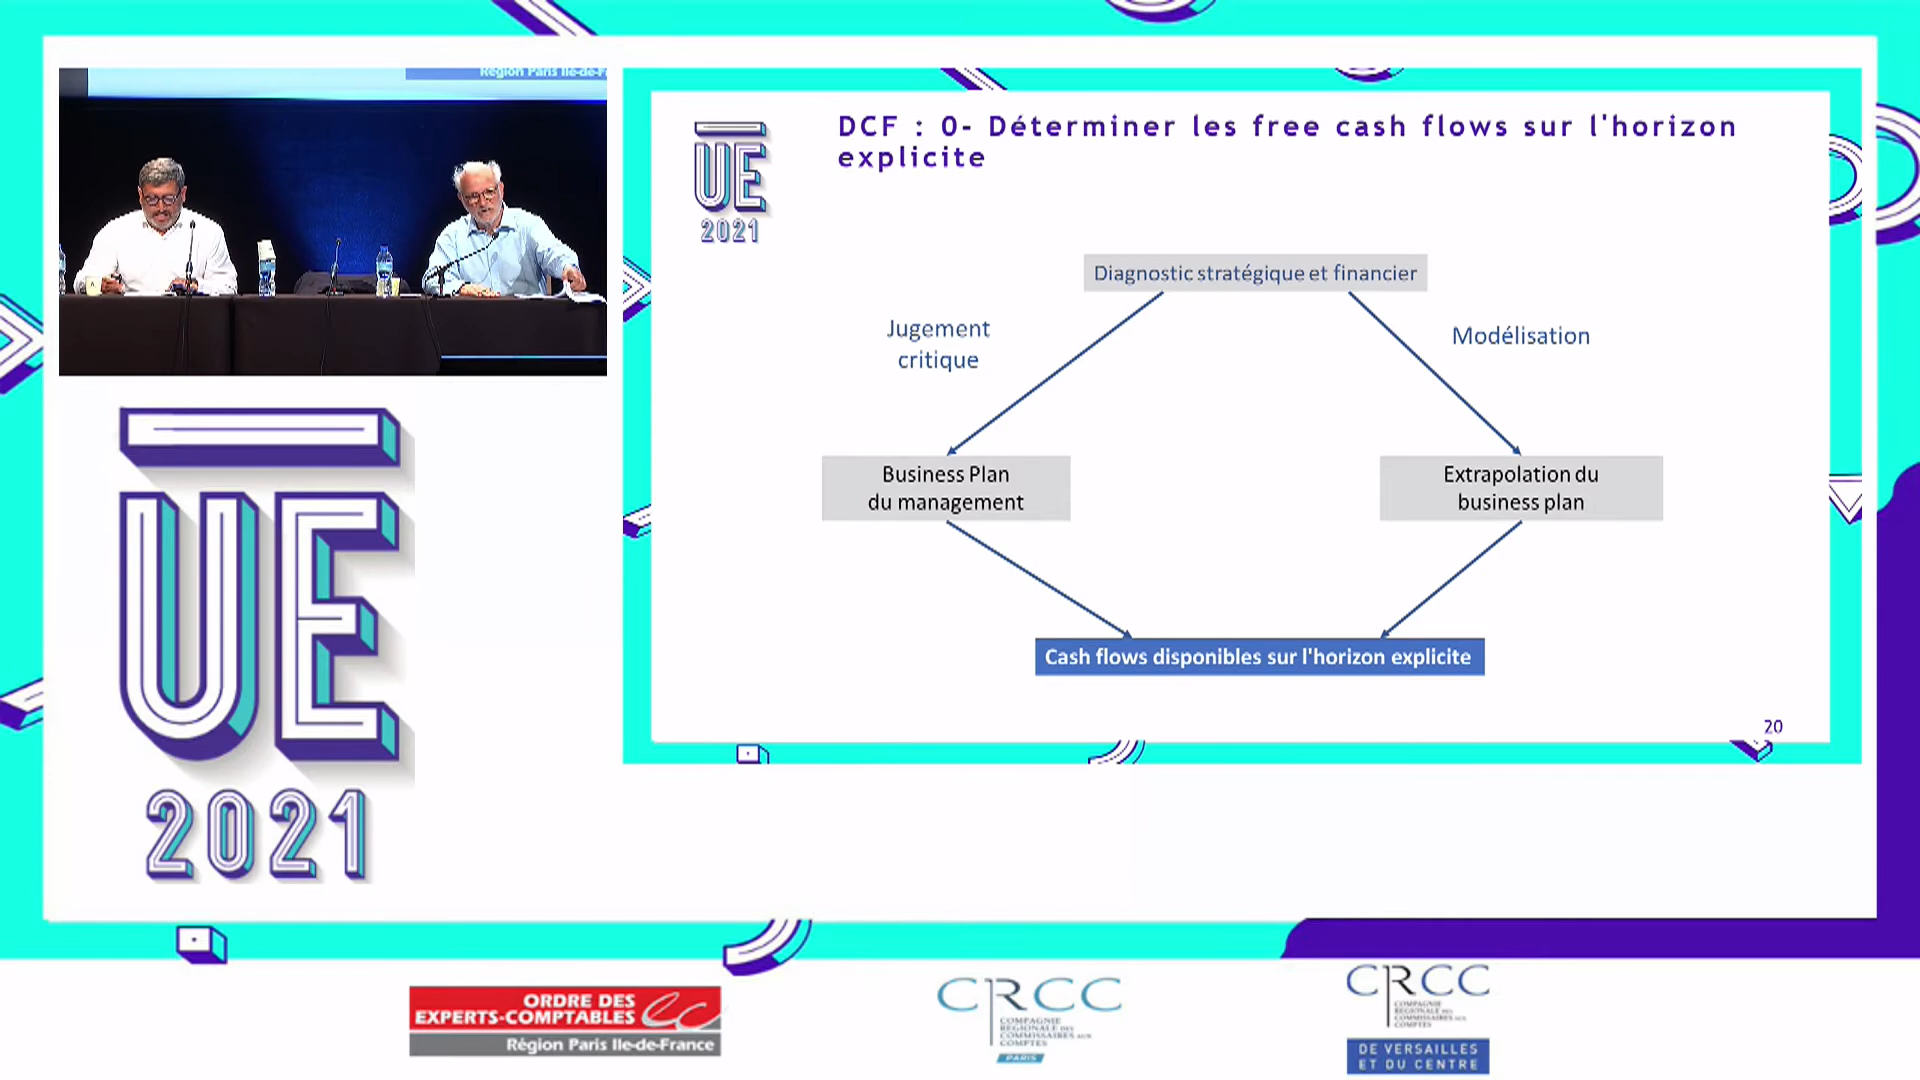 Région Paris Ile-de-F
UE
2021
DCF : 0- Déterminer les free cash flows sur l'horizon
explicite
Diagnostic stratégique et financier
Jugement
critique
Modélisation
Business Plan
du management
Extrapolation du
business plan
Cash flows disponibles sur l'horizon explicite
20
UE
2021
ORDRE DES
EXPERTS-COMPTABLES
Région Paris Ile-de-France
CRCC
COMPAGNIE
RÉGIONALE DES
COMMISSAIRES AUX
COMPTES
PARIS
CRCC
COMPAGNIE
RÉGIONALE DES
COMMISSAIRES AUX
COMPTES
DE VERSAILLES
ET DU CENTRE